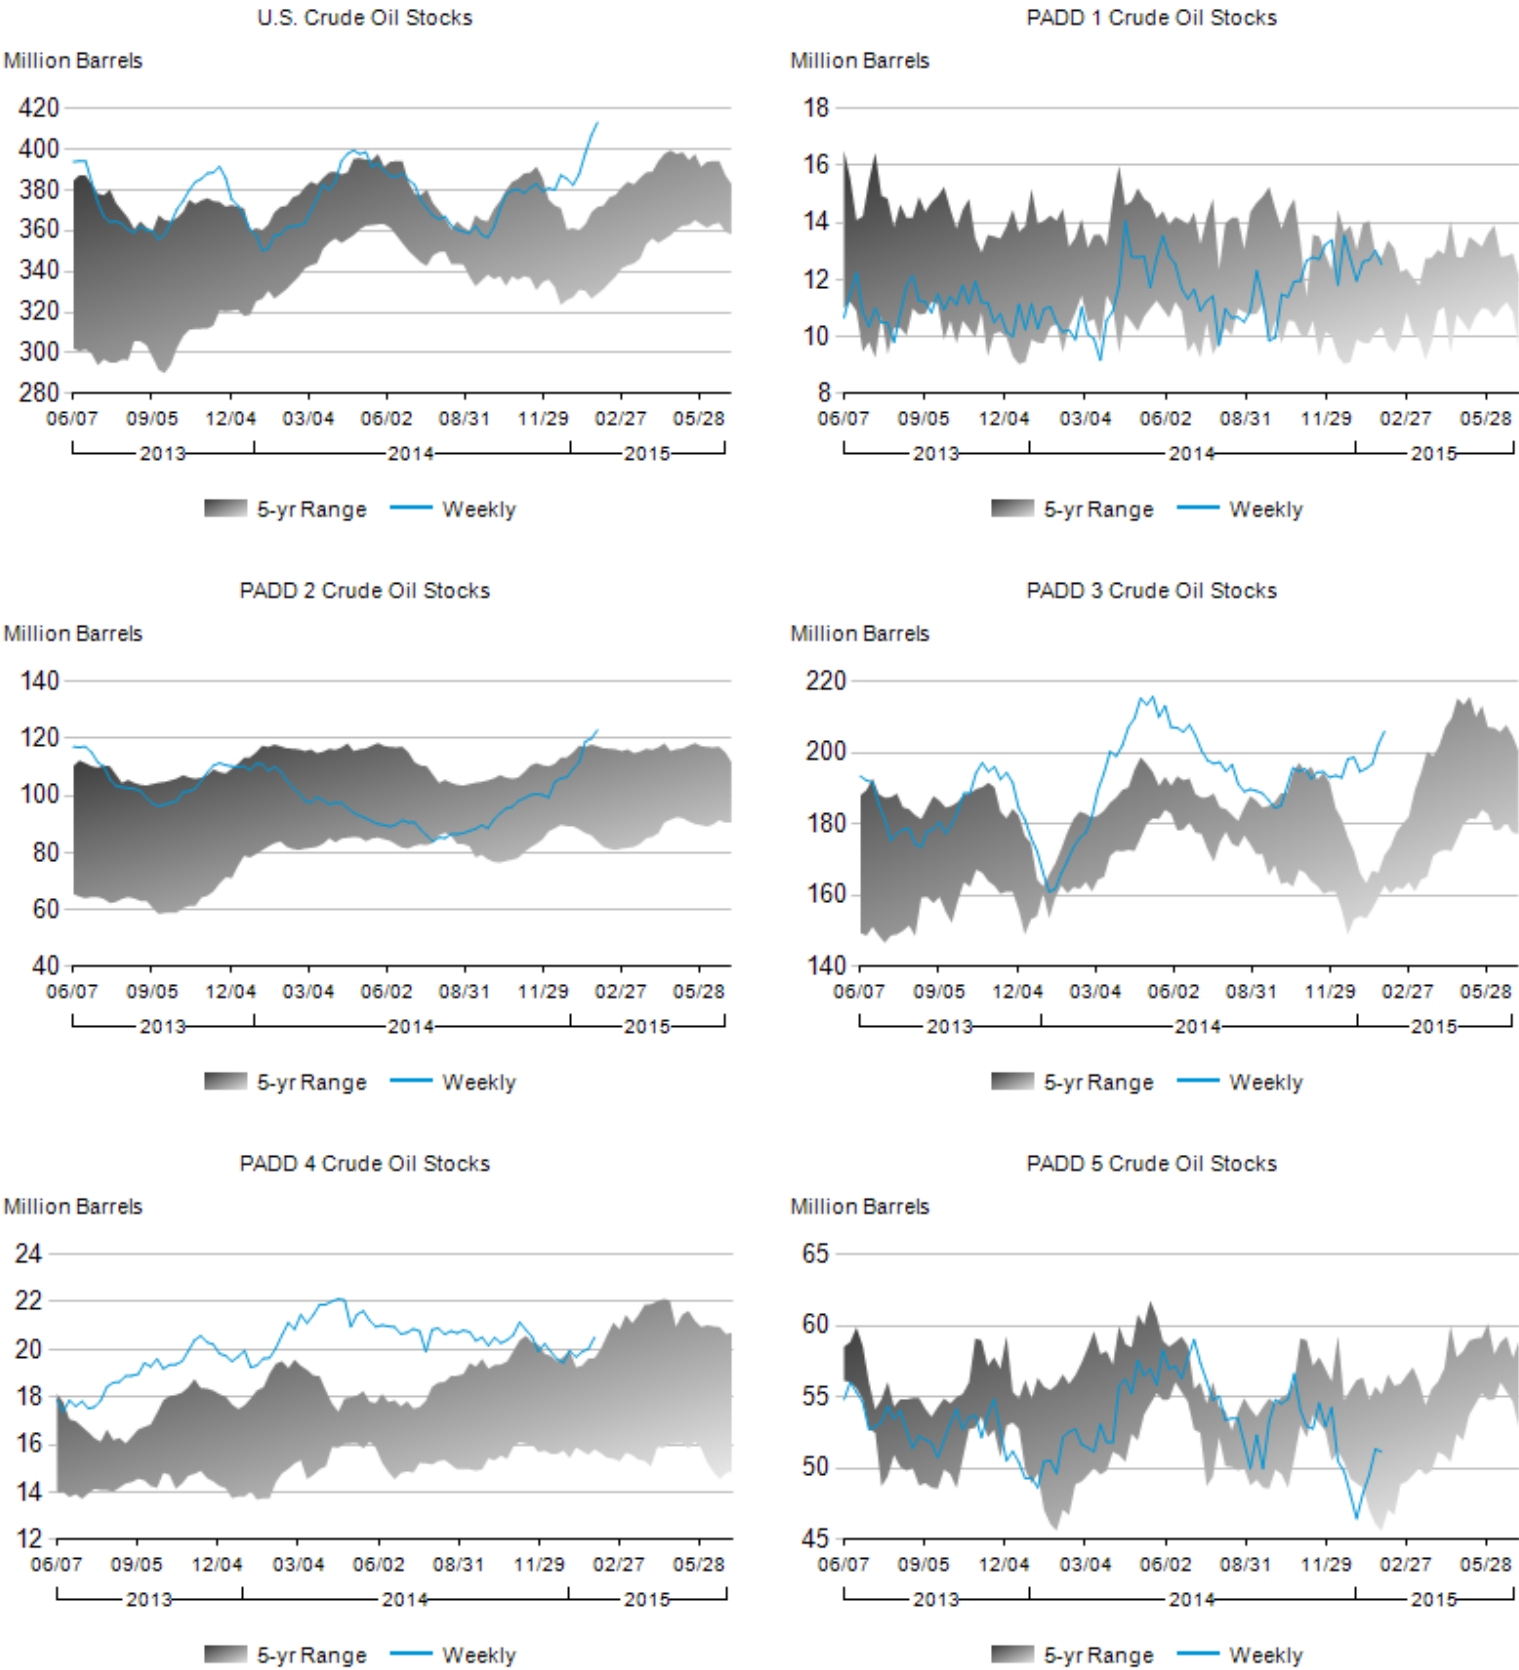 U.S. Crude Oil Stocks
Million Barrels
420
400
380
360
340
320
300
280
06/07 09/05 12/04 03/04 06/02 08/31 11/29 02/27 05/28
2013 2014 2015
5-yr Range Weekly
PADD 1 Crude Oil Stocks
Million Barrels
18
16
14
12
10
8
06/07 09/05 12/04 03/04 06/02 08/31 11/29 02/27 05/28
2013 2014 2015
5-yr Range Weekly
PADD 2 Crude Oil Stocks
Million Barrels
140
120
100
80
60
40
06/07 09/05 12/04 03/04 06/02 08/31 11/29 02/27 05/28
2013 2014 2015
5-yr Range Weekly
PADD 3 Crude Oil Stocks
Million Barrels
220
200
180
160
140
06/07 09/05 12/04 03/04 06/02 08/31 11/29 02/27 05/28
2013 2014 2015
5-yr Range Weekly
PADD 4 Crude Oil Stocks
Million Barrels
24
22
20
18
16
14
12
06/07 09/05 12/04 03/04 06/02 08/31 11/29 02/27 05/28
2013 2014 2015
5-yr Range Weekly
PADD 5 Crude Oil Stocks
Million Barrels
65
60
55
50
45
06/07 09/05 12/04 03/04 06/02 08/31 11/29 02/27 05/28
2013 2014 2015
5-yr Range Weekly